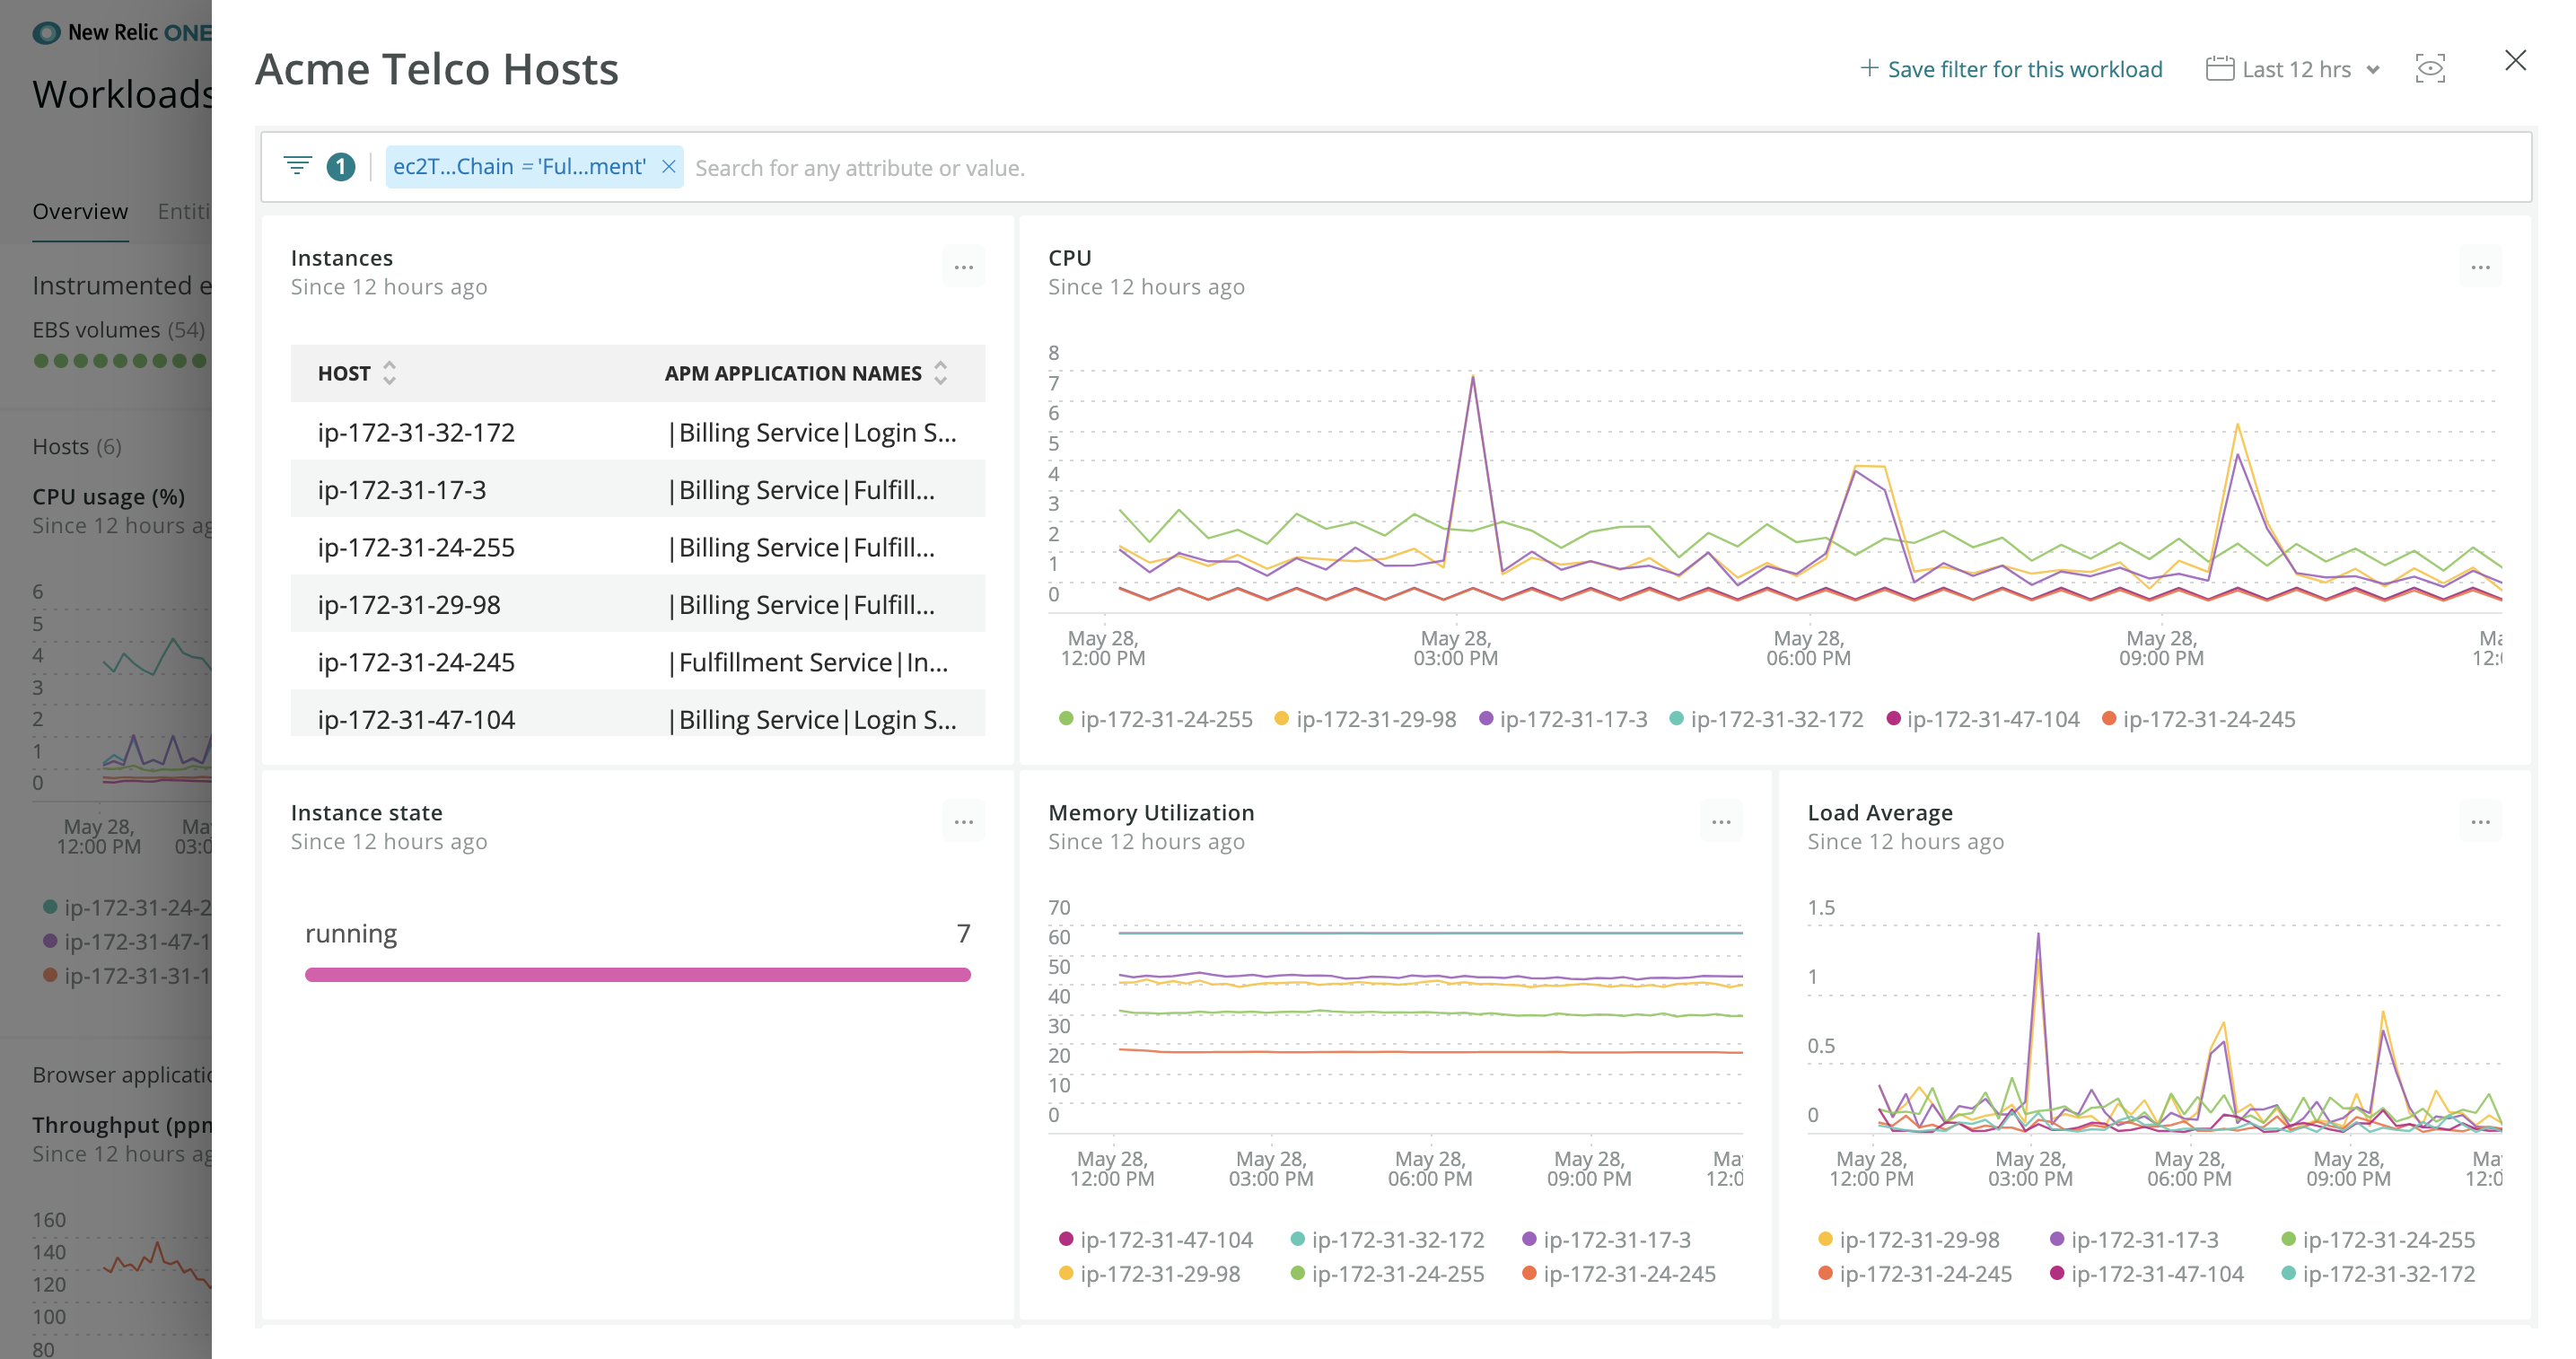 New Relic ONE
Workloads
Overview Entiti
Instrumented e
EBS volumes (54)
Hosts (6)
CPU usage (%)
Since 12 hours ag
6
5
4
3
2
1
0
May 28, Ma
12:00 PM 03:0
ip-172-31-24-2
ip-172-31-47-1
ip-172-31-31-1
Browser applicatio
Throughput (ppm
Since 12 hours ag
160
140
120
100
80
Acme Telco Hosts
+ Save filter for this workload
Last 12 hrs
1
ec2T...Chain = 'Ful...ment' ×
Search for any attribute or value.
Instances
Since 12 hours ago
...
HOST APM APPLICATION NAMES
ip-172-31-32-172 |Billing Service|Login S...
ip-172-31-17-3 |Billing Service|Fulfill...
ip-172-31-24-255 |Billing Service|Fulfill...
ip-172-31-29-98 |Billing Service|Fulfill...
ip-172-31-24-245 |Fulfillment Service|In...
ip-172-31-47-104 |Billing Service|Login S...
CPU
Since 12 hours ago
...
8
7
6
5
4
3
2
1
0
May 28, May 28, May 28, May 28, Ma
12:00 PM 03:00 PM 06:00 PM 09:00 PM 12:0
ip-172-31-24-255 ip-172-31-29-98 ip-172-31-17-3 ip-172-31-32-172 ip-172-31-47-104 ip-172-31-24-245
Instance state
Since 12 hours ago
...
running 7
Memory Utilization
Since 12 hours ago
...
70
60
50
40
30
20
10
0
May 28, May 28, May 28, May 28, Ma
12:00 PM 03:00 PM 06:00 PM 09:00 PM 12:0
ip-172-31-47-104 ip-172-31-32-172 ip-172-31-17-3
ip-172-31-29-98 ip-172-31-24-255 ip-172-31-24-245
Load Average
Since 12 hours ago
...
1.5
1
0.5
0
May 28, May 28, May 28, May 28, Ma
12:00 PM 03:00 PM 06:00 PM 09:00 PM 12:0
ip-172-31-29-98 ip-172-31-17-3 ip-172-31-24-255
ip-172-31-24-245 ip-172-31-47-104 ip-172-31-32-172